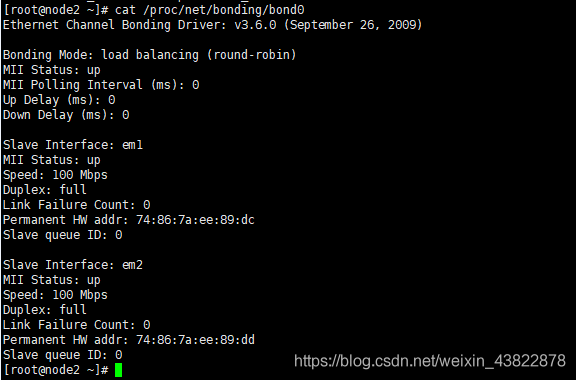 [root@node2 ~]# cat /proc/net/bonding/bond0
Ethernet Channel Bonding Driver: v3.6.0 (September 26, 2009)
Bonding Mode: load balancing (round-robin)
MII Status: up
MII Polling Interval (ms): 0
Up Delay (ms): 0
Down Delay (ms): 0
Slave Interface: em1
MII Status: up
Speed: 100 Mbps
Duplex: full
Link Failure Count: 0
Permanent HW addr: 74:86:7a:ee:89:dc
Slave queue ID: 0
Slave Interface: em2
MII Status: up
Speed: 100 Mbps
Duplex: full
Link Failure Count: 0
Permanent HW addr: 74:86:7a:ee:89:dd
Slave queue ID: 0
[root@node2 ~]#
https://blog.csdn.net/weixin_43822878